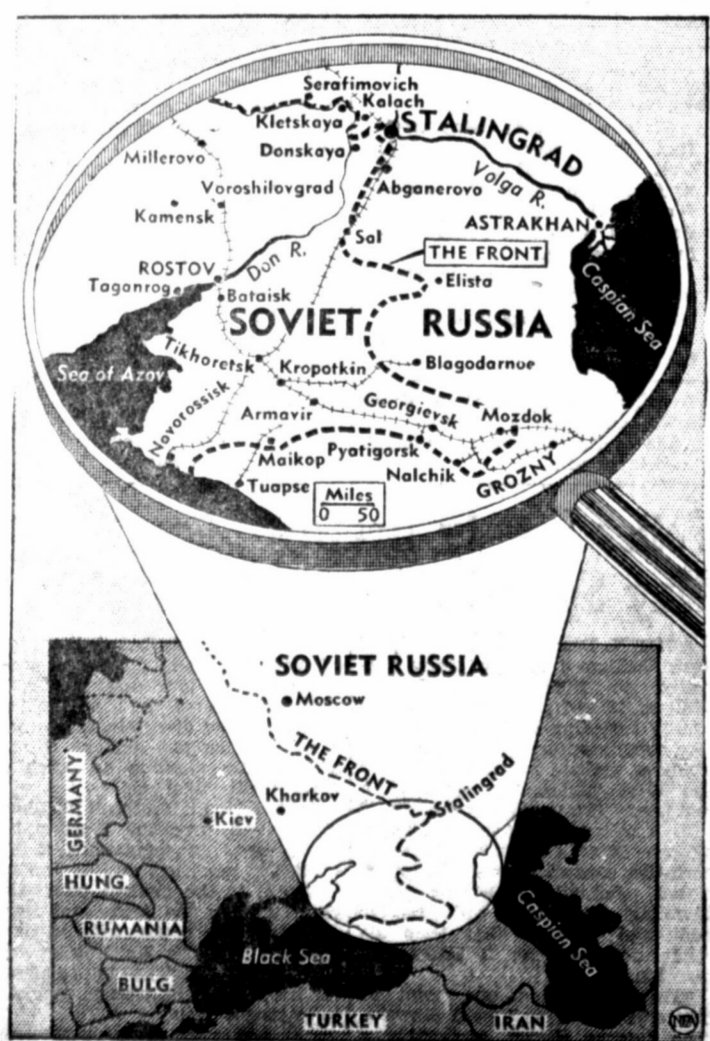 Serafimovich
Kalach
Kletskaya
STALINGRAD
Donskaya
Millerovo
Volga R.
Voroshilovgrad
Abganerovo
Kamensk
ASTRAKHAN
Sal
THE FRONT
Don R.
ROSTOV
Taganrog
Bataisk
Elista
Caspian Sea
SOVIET RUSSIA
Tikhoretsk
Kropotkin
Blagodarnoe
Sea of Azov
Novorossisk
Armavir
Georgievsk
Mozdok
Maikop
Pyatigorsk
Nalchik
GROZNY
Tuapse
Miles
0 50
SOVIET RUSSIA
Moscow
THE FRONT
Stalingrad
Kharkov
Kiev
GERMANY
HUNG.
RUMANIA
Black Sea
Caspian Sea
BULG.
TURKEY
IRAN
NEA